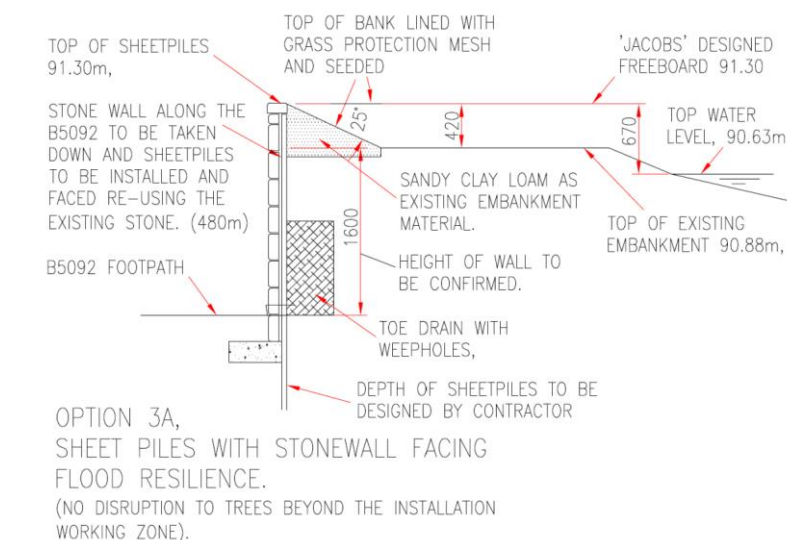 TOP OF SHEETPILES
91.30m,
TOP OF BANK LINED WITH
GRASS PROTECTION MESH
AND SEEDED
'JACOBS' DESIGNED
FREEBOARD 91.30
STONE WALL ALONG THE
B5092 TO BE TAKEN
DOWN AND SHEETPILES
TO BE INSTALLED AND
FACED RE-USING THE
EXISTING STONE. (480m)
25°
420
670
TOP WATER
LEVEL, 90.63m
SANDY CLAY LOAM AS
EXISTING EMBANKMENT
MATERIAL.
TOP OF EXISTING
EMBANKMENT 90.88m,
1600
B5092 FOOTPATH
HEIGHT OF WALL TO
BE CONFIRMED.
TOE DRAIN WITH
WEEPHOLES,
DEPTH OF SHEETPILES TO BE
DESIGNED BY CONTRACTOR
OPTION 3A,
SHEET PILES WITH STONEWALL FACING
FLOOD RESILIENCE.
(NO DISRUPTION TO TREES BEYOND THE INSTALLATION
WORKING ZONE).